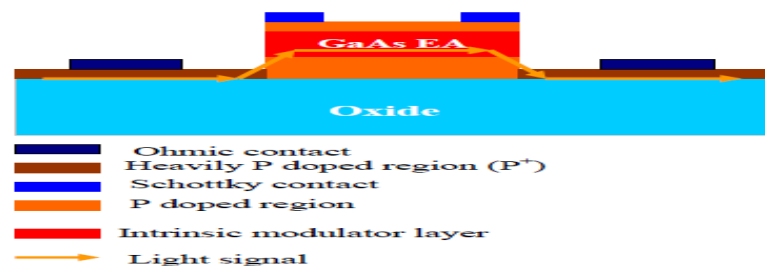 GaAs EA
Oxide
Ohmic contact
Heavily P doped region (P⁺)
Schottky contact
P doped region
Intrinsic modulator layer
Light signal